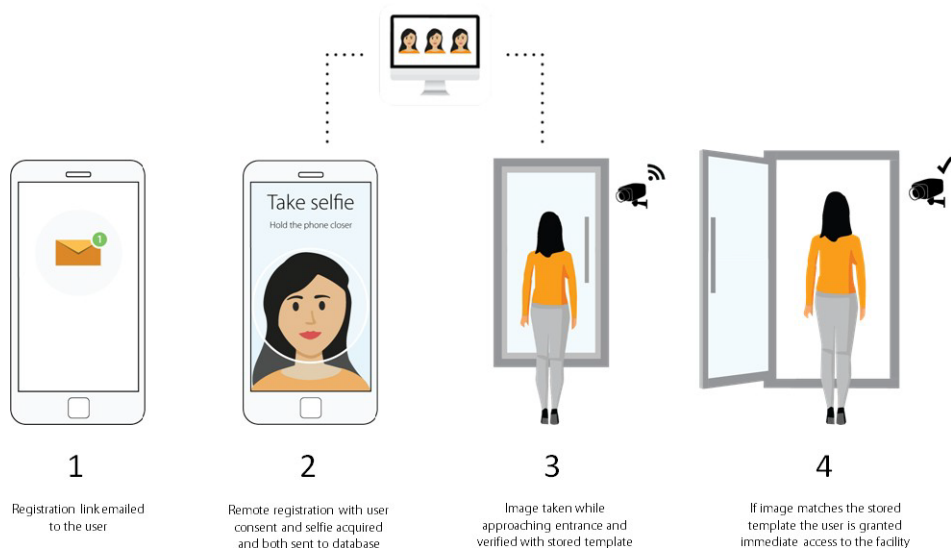 Take selfie
Hold the phone closer
1
1
2
3
4
Registration link emailed
to the user
Remote registration with user
consent and selfie acquired
and both sent to database
Image taken while
approaching entrance and
verified with stored template
If image matches the stored
template the user is granted
immediate access to the facility